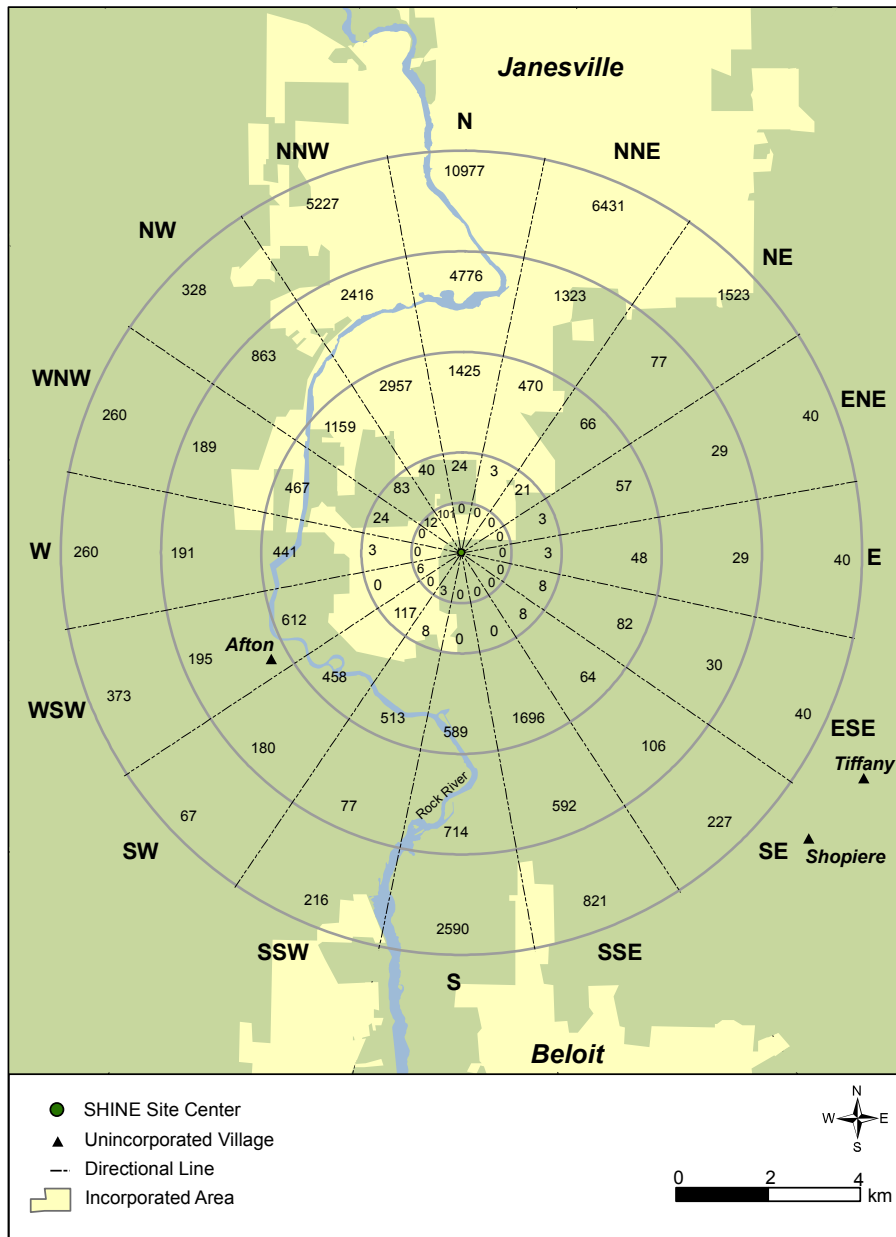 Janesville
N
NNW
NNE
10977
5227
6431
NW
NE
4776
328
2416
1323
1523
863
77
WNW
ENE
1425
2957
470
260
40
1159
66
189
29
24
40
3
467
83
21
57
24
101
0
0
3
12
0
0
0
0
W
260
191
441
3
0
0
3
48
29
40
E
6
0
0
0
0
8
0
3
0
0
0
612
117
8
82
Afton
8
0
0
195
458
64
30
WSW
373
513
589
1696
40
ESE
180
106
Tiffany
Rock River
67
77
714
592
227
SW
SE
Shopiere
216
2590
821
SSW
S
SSE
Beloit
SHINE Site Center
Unincorporated Village
Directional Line
Incorporated Area
N
W E
S
0 2 4
km